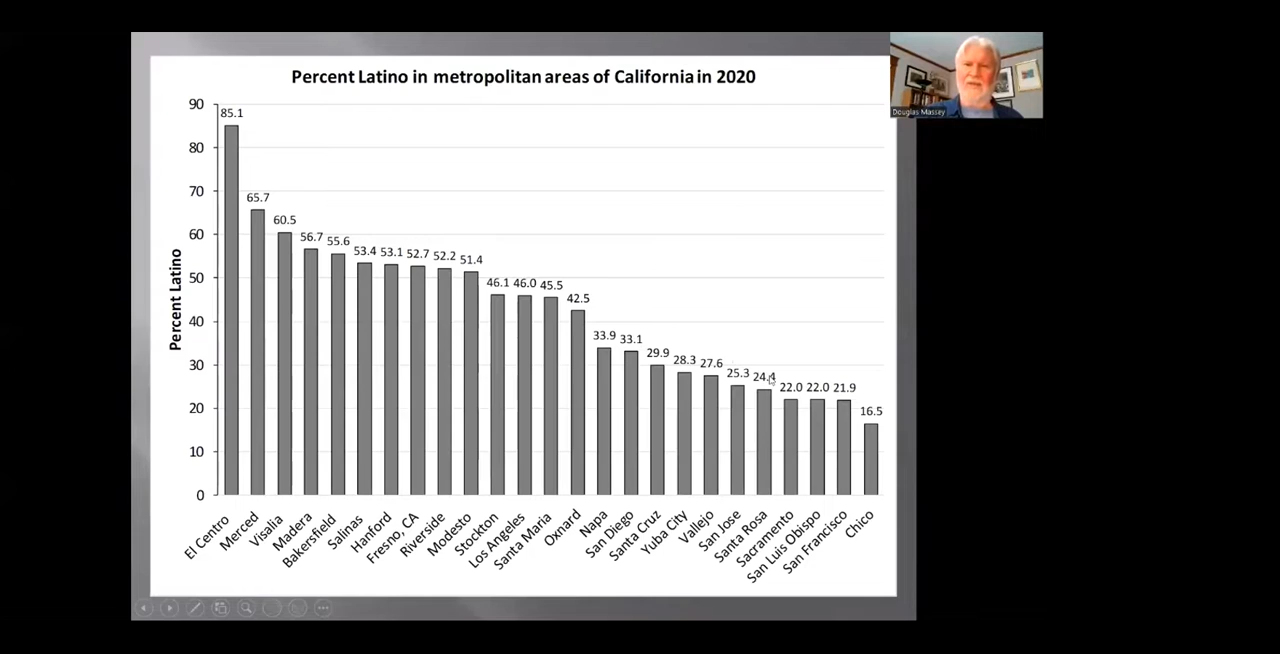 Percent Latino in metropolitan areas of California in 2020
Percent Latino
90
80
70
60
50
40
30
20
10
0
85.1
65.7
60.5
56.7
55.6
53.4
53.1
52.7
52.2
51.4
46.1
46.0
45.5
42.5
33.9
33.1
29.9
28.3
27.6
25.3
24.4
22.0
22.0
21.9
16.5
El Centro
Merced
Visalia
Madera
Bakersfield
Salinas
Hanford
Fresno, CA
Riverside
Modesto
Stockton
Los Angeles
Santa Maria
Oxnard
Napa
San Diego
Santa Cruz
Yuba City
Vallejo
San Jose
Santa Rosa
Sacramento
San Luis Obispo
San Francisco
Chico
Douglas Massey